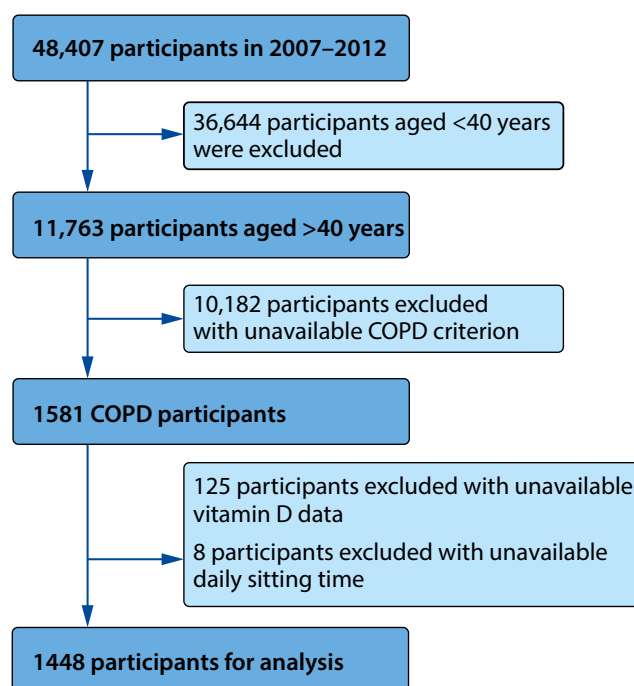 48,407 participants in 2007–2012
36,644 participants aged <40 years
were excluded
11,763 participants aged >40 years
10,182 participants excluded
with unavailable COPD criterion
1581 COPD participants
125 participants excluded with unavailable
vitamin D data
8 participants excluded with unavailable
daily sitting time
1448 participants for analysis